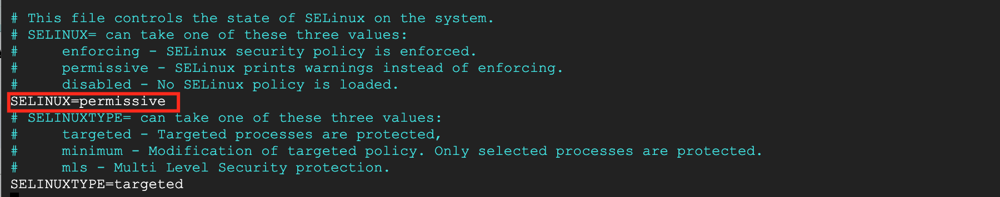 # This file controls the state of SELinux on the system.
# SELINUX= can take one of these three values:
#     enforcing - SELinux security policy is enforced.
#     permissive - SELinux prints warnings instead of enforcing.
#     disabled - No SELinux policy is loaded.
SELINUX=permissive
# SELINUXTYPE= can take one of these three values:
#     targeted - Targeted processes are protected,
#     minimum - Modification of targeted policy. Only selected processes are protected.
#     mls - Multi Level Security protection.
SELINUXTYPE=targeted